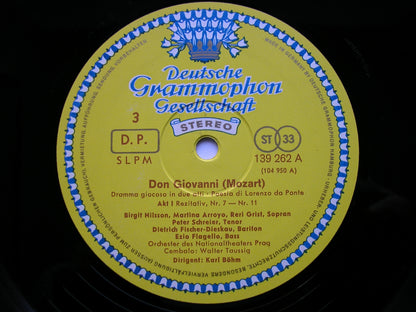 Deutsche
Grammophon
Gesellschaft
STEREO
3
D. P.
SLPM
ST 33
139 262 A
(104 950 A)
Don Giovanni (Mozart)
Dramma giocoso in due atti - Poesia di Lorenzo da Ponte
Akt I Rezitativ, Nr. 7 — Nr. 11
Birgit Nilsson, Martina Arroyo, Reri Grist, Sopran
Peter Schreier, Tenor
Dietrich Fischer-Dieskau, Bariton
Ezio Flagello, Bass
Orchester des Nationaltheaters Prag
Cembalo: Walter Taussig
Dirigent: Karl Böhm
MADE IN GERMANY BY DEUTSCHE GRAMMOPHON